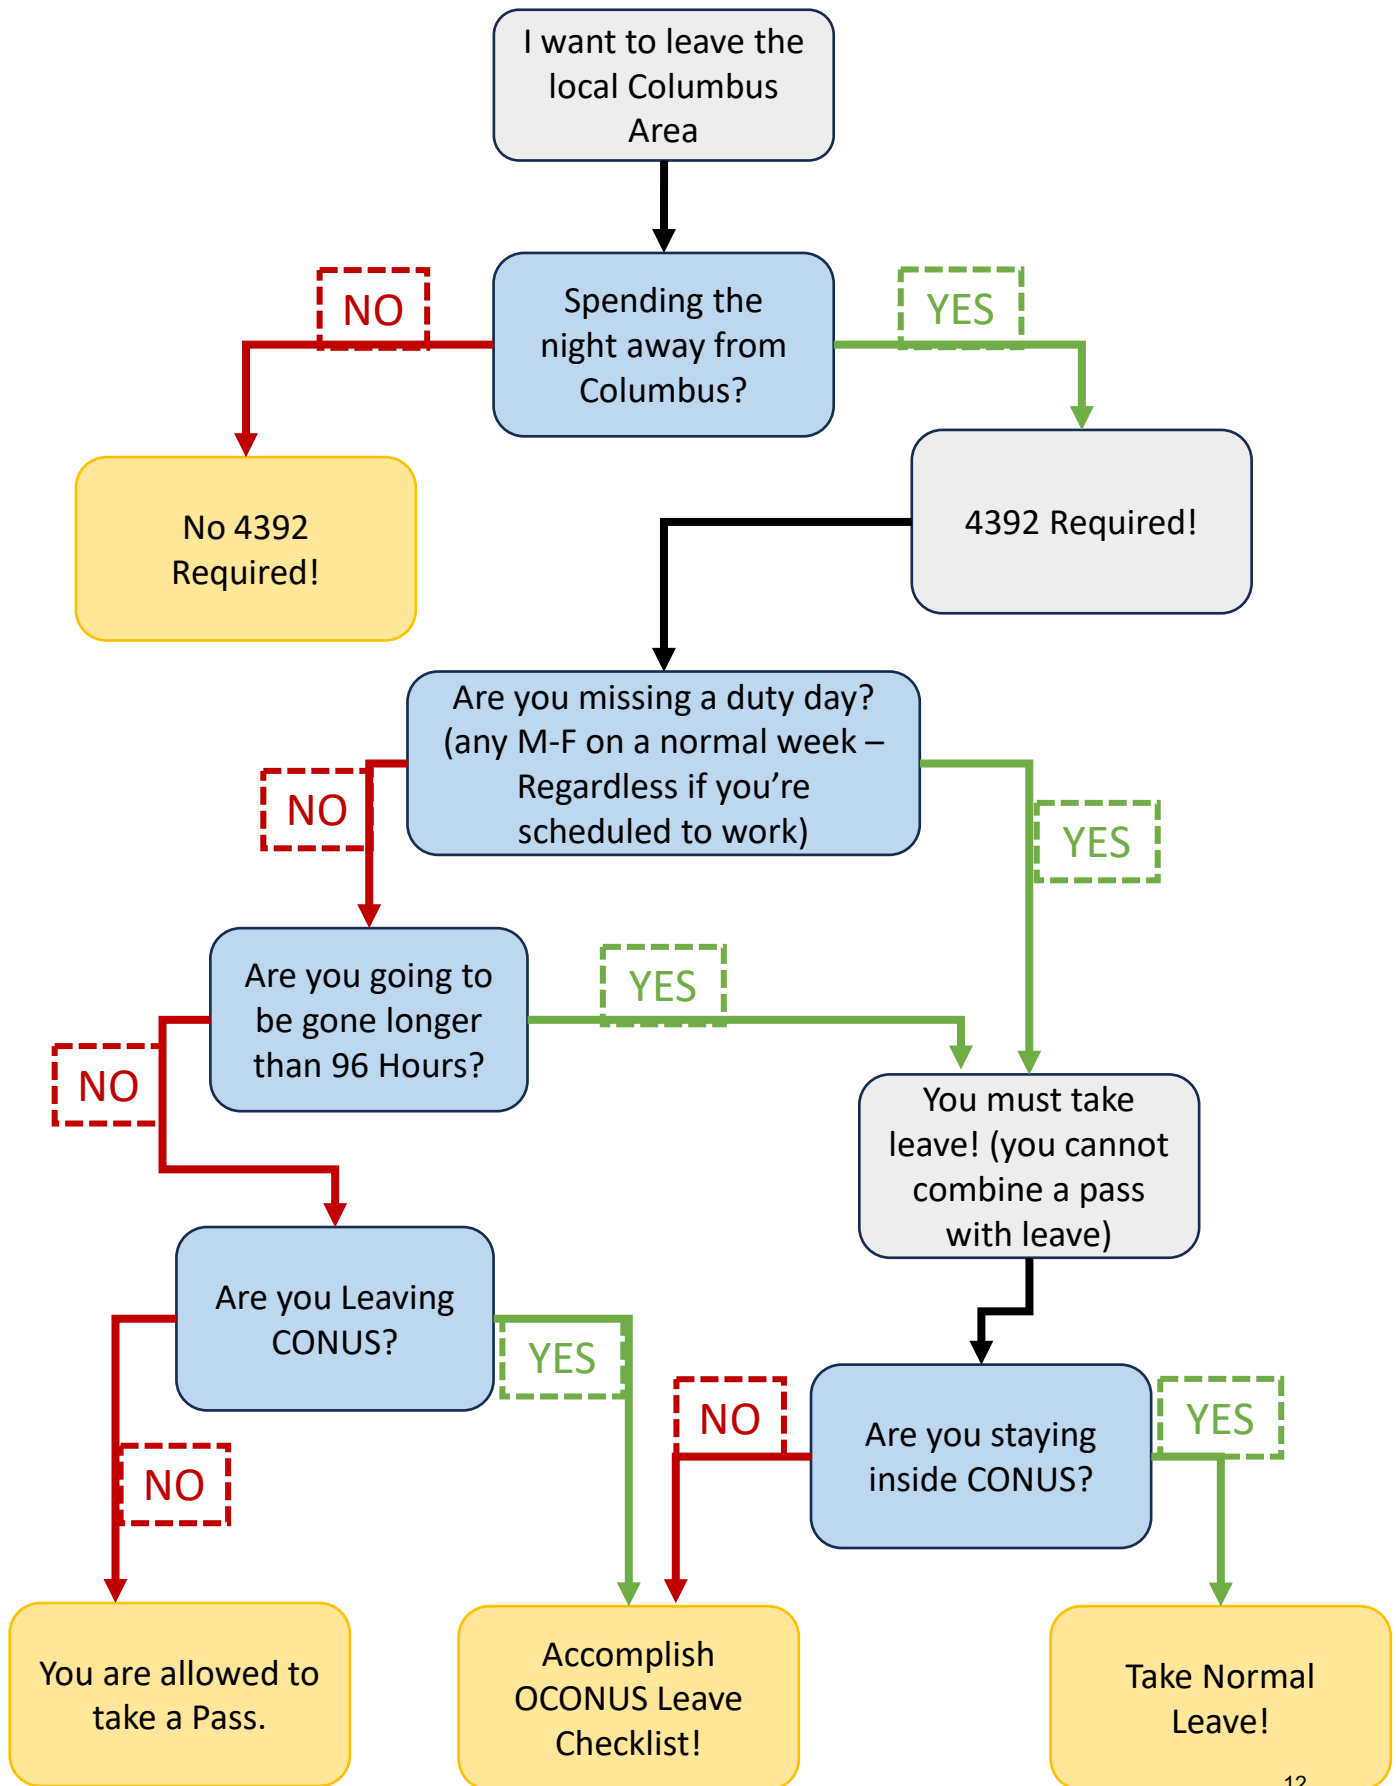 I want to leave the
local Columbus
Area
NO
Spending the
night away from
Columbus?
YES
No 4392
Required!
4392 Required!
Are you missing a duty day?
(any M-F on a normal week –
Regardless if you’re
scheduled to work)
NO
YES
Are you going to
be gone longer
than 96 Hours?
YES
NO
You must take
leave! (you cannot
combine a pass
with leave)
Are you Leaving
CONUS?
YES
NO
NO
Are you staying
inside CONUS?
YES
You are allowed to
take a Pass.
Accomplish
OCONUS Leave
Checklist!
Take Normal
Leave!
12